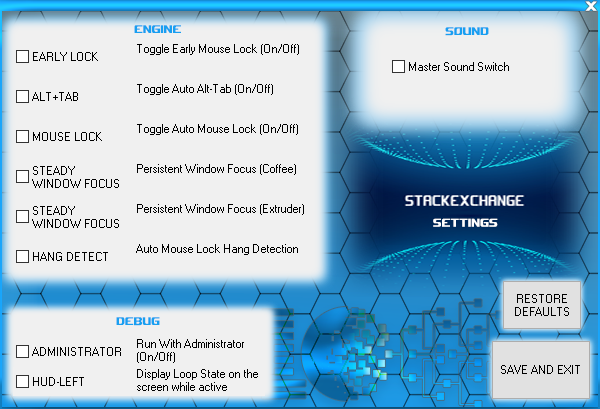 ENGINE
EARLY LOCK Toggle Early Mouse Lock (On/Off)
ALT+TAB Toggle Auto Alt-Tab (On/Off)
MOUSE LOCK Toggle Auto Mouse Lock (On/Off)
STEADY
WINDOW FOCUS Persistent Window Focus (Coffee)
STEADY
WINDOW FOCUS Persistent Window Focus (Extruder)
HANG DETECT Auto Mouse Lock Hang Detection
SOUND
Master Sound Switch
STACKEXCHANGE
SETTINGS
DEBUG
ADMINISTRATOR Run With Administrator
(On/Off)
HUD-LEFT Display Loop State on the
screen while active
RESTORE
DEFAULTS
SAVE AND EXIT